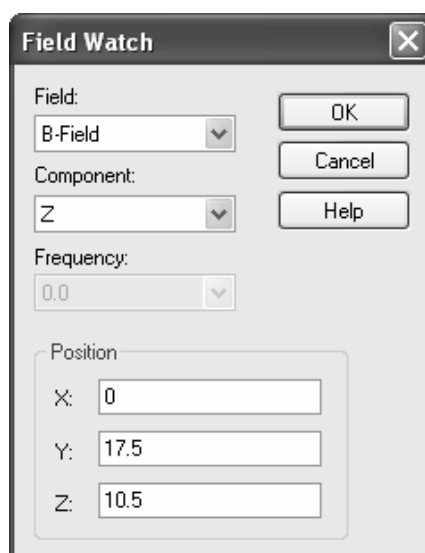 Field Watch
Field:
B-Field
OK
Component:
Cancel
Z
Help
Frequency:
0.0
Position
X: 0
Y: 17.5
Z: 10.5